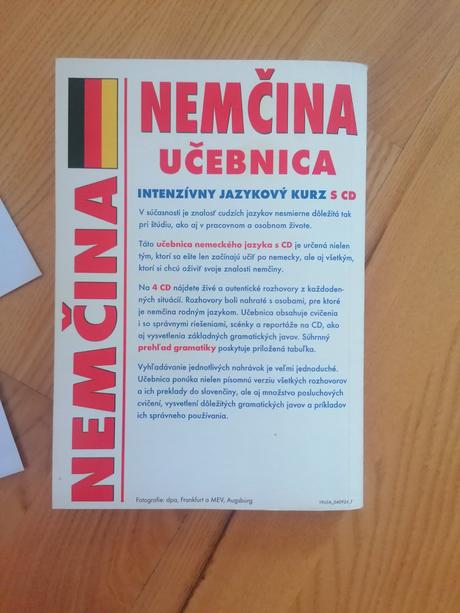 NEMČINA
NEMČINA
UČEBNICA
INTENZÍVNY JAZYKOVÝ KURZ S CD
V súčasnosti je znalosť cudzích jazykov nesmierne dôležitá tak
pri štúdiu, ako aj v pracovnom a osobnom živote.
Táto učebnica nemeckého jazyka s CD je určená nielen
tým, ktorí sa ešte len začínajú učiť po nemecky, ale aj všetkým,
ktorí si chcú oživiť svoje znalosti nemčiny.
Na 4 CD nájdete živé a autentické rozhovory z každoden-
ných situácií. Rozhovory boli nahraté s osobami, pre ktoré
je nemčina rodným jazykom. Učebnica obsahuje cvičenia
i so správnymi riešeniami, scénky a reportáže na CD, ako
aj vysvetlenia základných gramatických javov. Súhrnný
prehľad gramatiky poskytuje priložená tabuľka.
Vyhľadávanie jednotlivých nahrávok je veľmi jednoduché.
Učebnica ponúka nielen písomnú verziu všetkých rozhovorov
a ich preklady do slovenčiny, ale aj množstvo posluchových
cvičení, vysvetlení dôležitých gramatických javov a príkladov
ich správneho používania.
Fotografie: dpa, Frankfurt a MEV, Augsburg